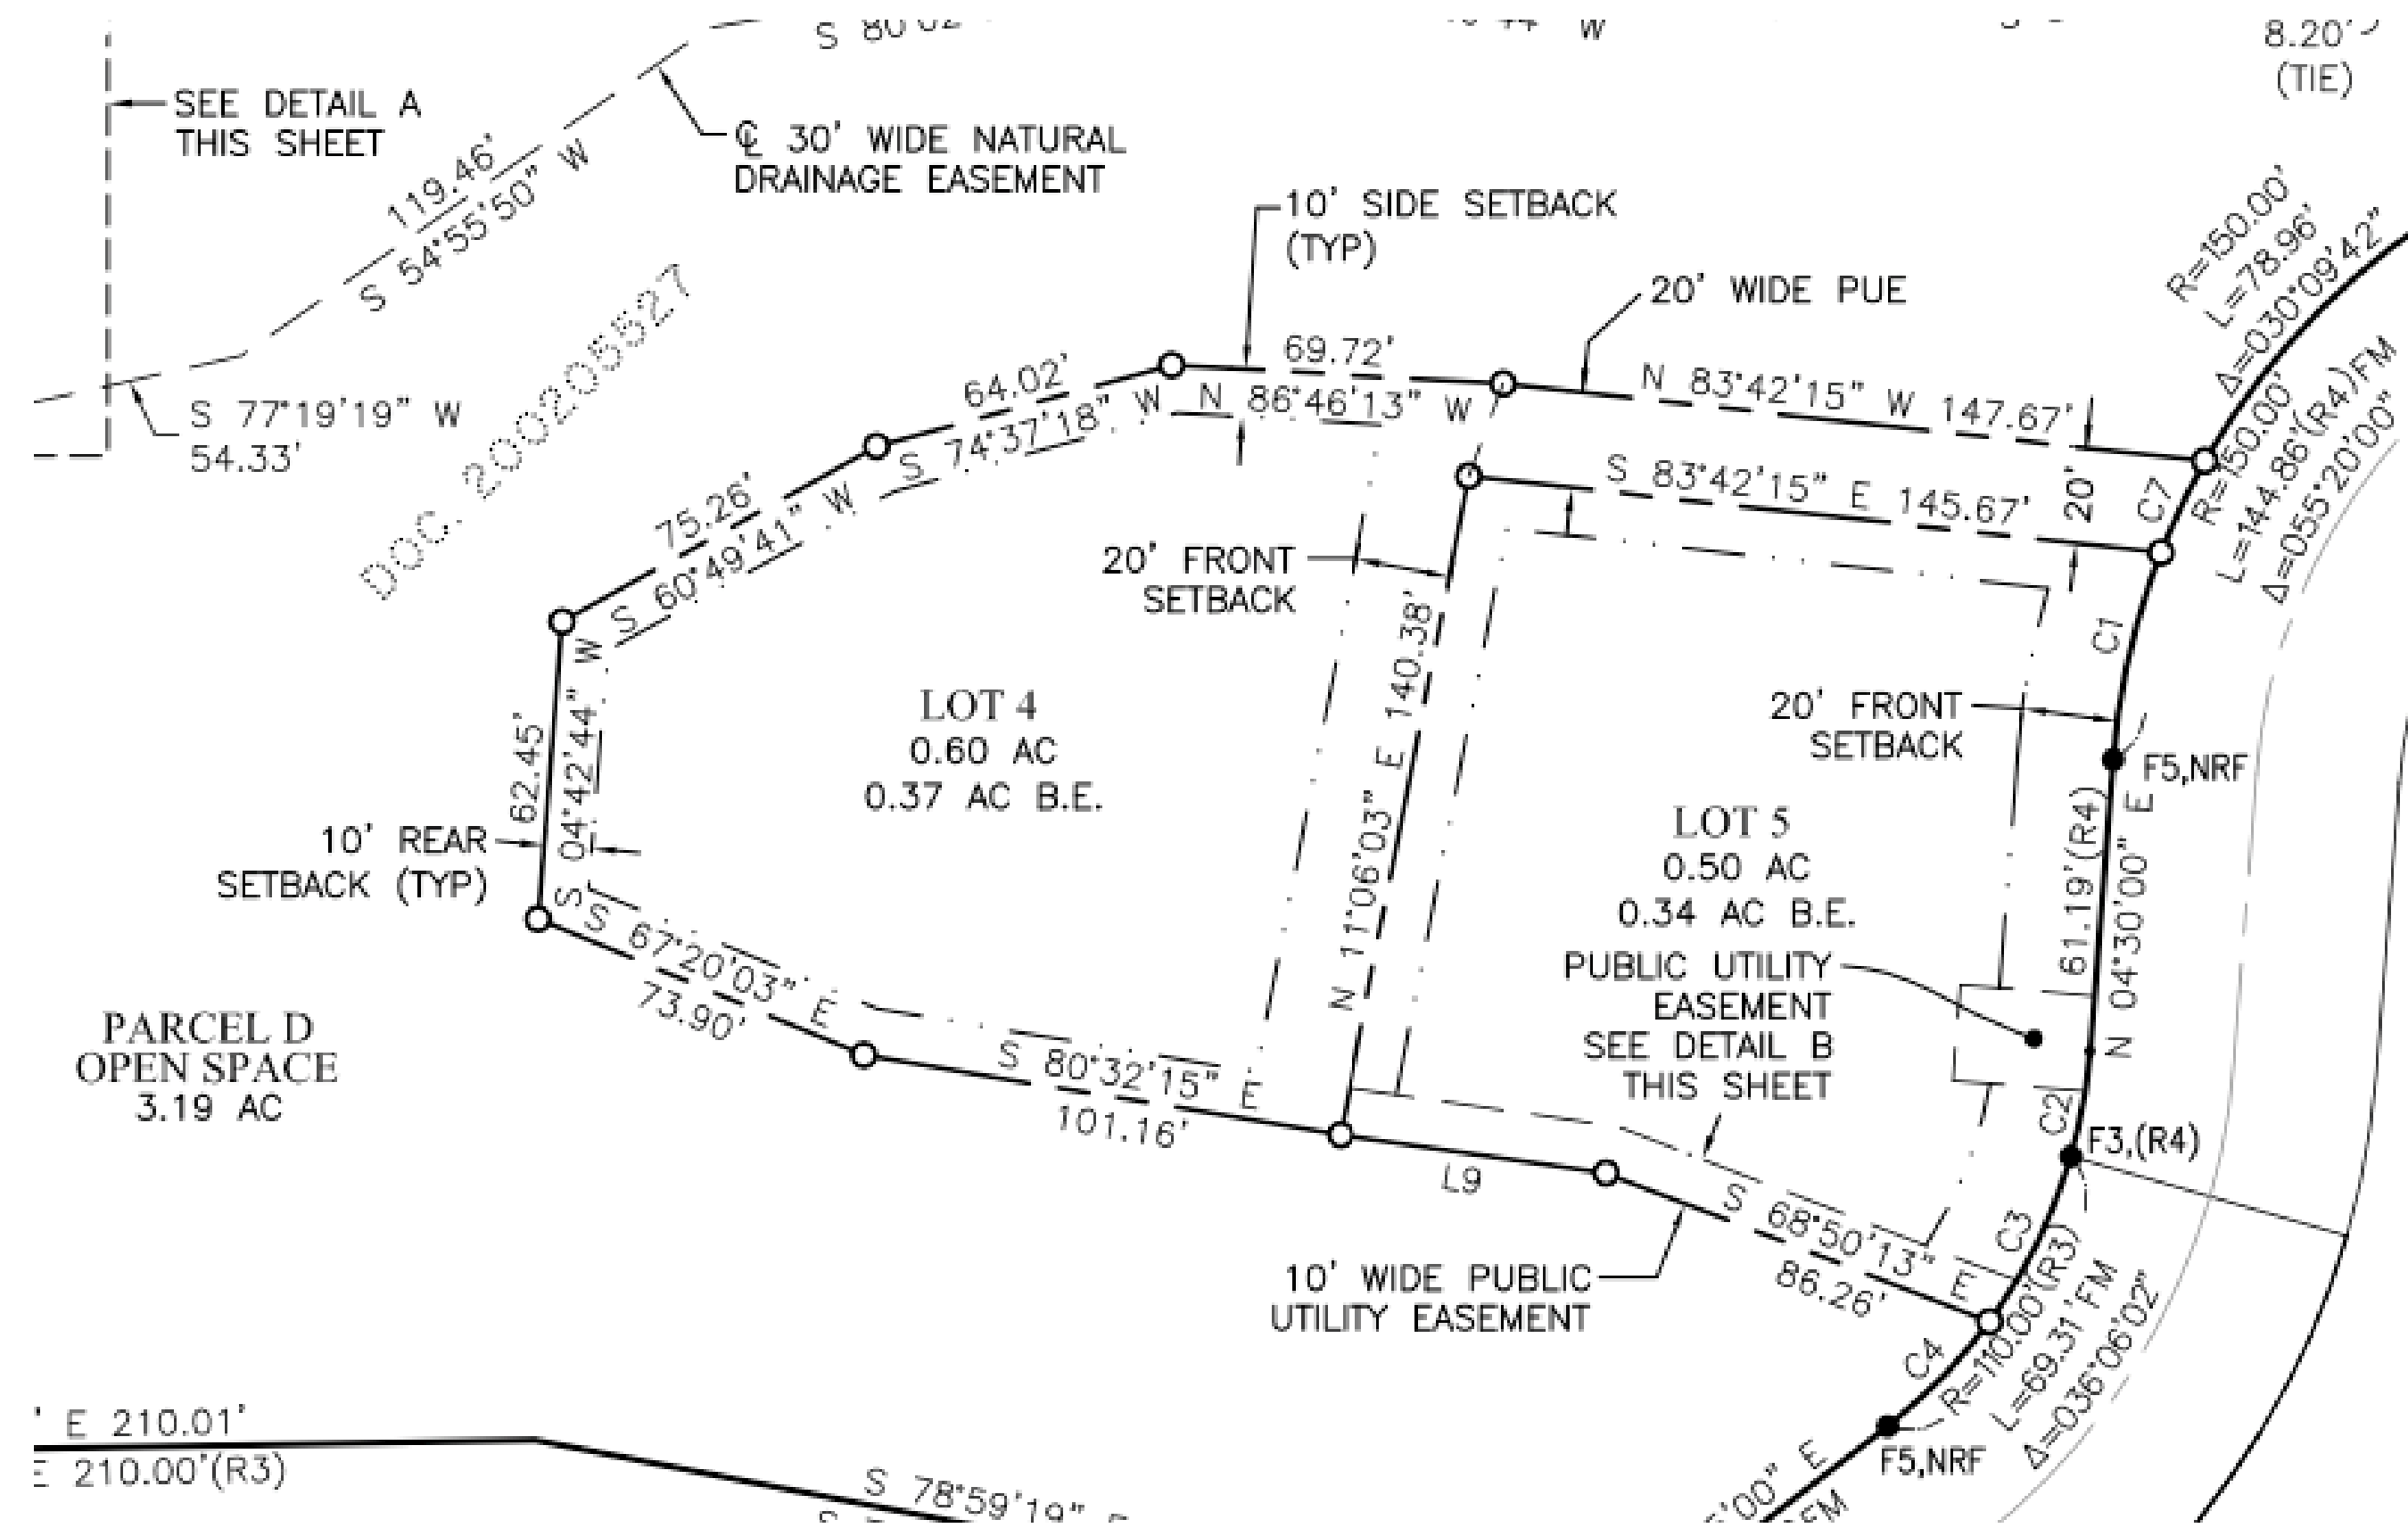 S 80°02'
W
8.20'
(TIE)
SEE DETAIL A
THIS SHEET
℄ 30' WIDE NATURAL
DRAINAGE EASEMENT
119.46'
S 54°55'50" W
S 77°19'19" W
54.33'
DOC. 2002055527
10' SIDE SETBACK
(TYP)
20' WIDE PUE
R=150.00'
L=78.96'
Δ=030°09'42"
R=150.00'
L=144.86'(R4)FM
Δ=055°20'00"
69.72'
N 86°46'13" W
64.02'
S 74°37'18" W
75.26'
S 60°49'41" W
N 83°42'15" W 147.67'
S 83°42'15" E 145.67'
20'
C7
C1
20' FRONT
SETBACK
N 11°06'03" E 140.38'
62.45'
S 04°42'44" W
LOT 4
0.60 AC
0.37 AC B.E.
20' FRONT
SETBACK
F5,NRF
10' REAR
SETBACK (TYP)
LOT 5
0.50 AC
0.34 AC B.E.
61.19'(R4)
N 04°30'00" E
PUBLIC UTILITY
EASEMENT
SEE DETAIL B
THIS SHEET
S 67°20'03" E
73.90'
PARCEL D
OPEN SPACE
3.19 AC
S 80°32'15" E
101.16'
L9
C2
F3,(R4)
C3
S 68°50'13" E
86.26'
10' WIDE PUBLIC
UTILITY EASEMENT
C4
R=110.00'(R3)
L=69.31'FM
Δ=036°06'02"
F5,NRF
' E 210.01'
E 210.00'(R3)
S 78°59'19"
'00" E
FM